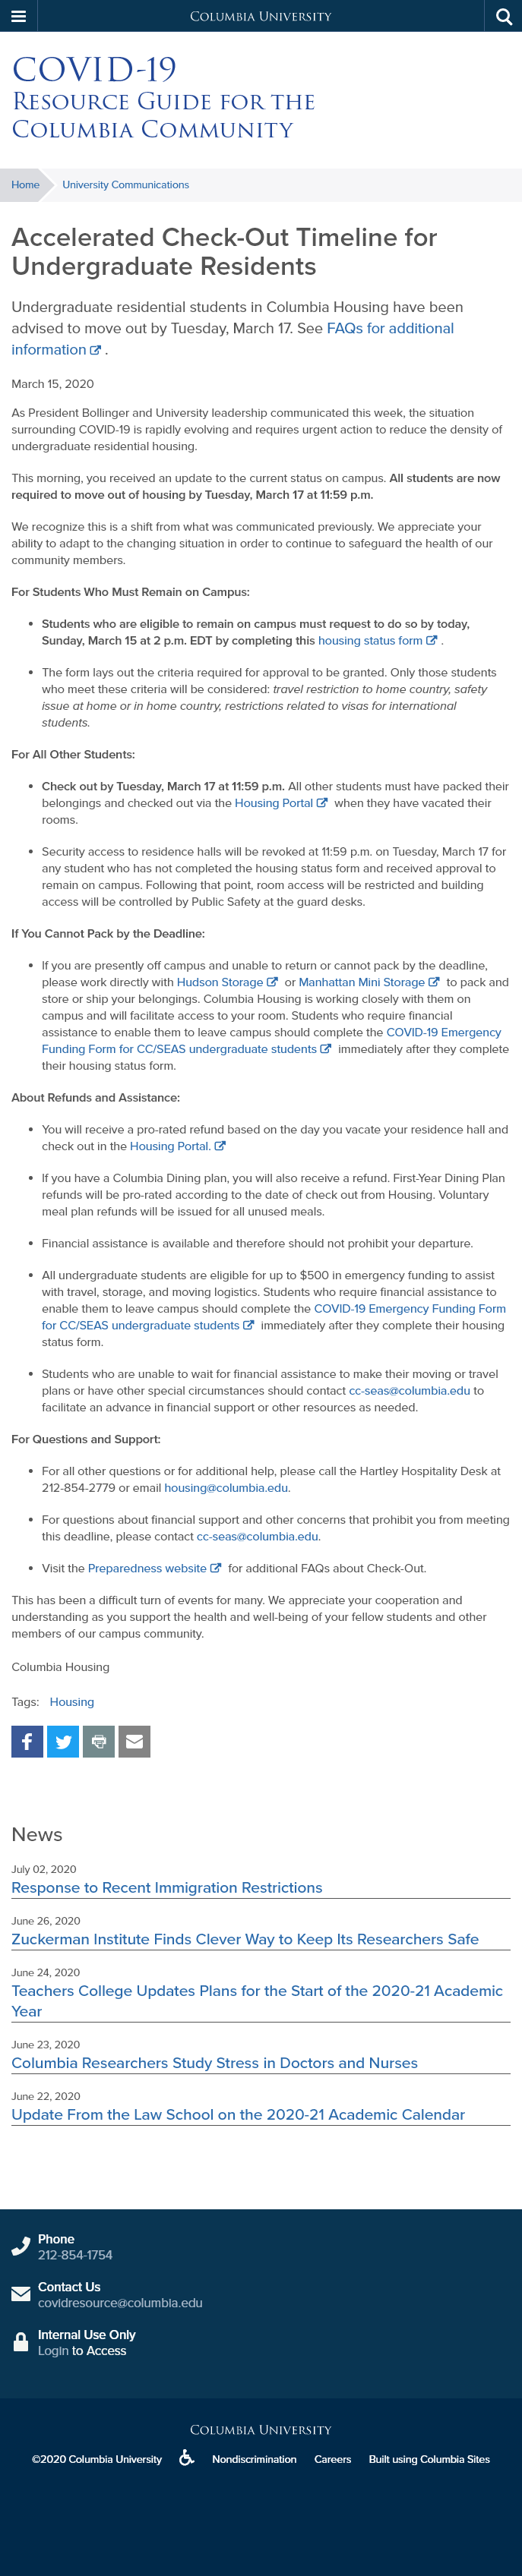 COLUMBIA UNIVERSITY
COVID-19
RESOURCE GUIDE FOR THE
COLUMBIA COMMUNITY
Home University Communications
Accelerated Check-Out Timeline for
Undergraduate Residents
Undergraduate residential students in Columbia Housing have been
advised to move out by Tuesday, March 17. See FAQs for additional
information .
March 15, 2020
As President Bollinger and University leadership communicated this week, the situation
surrounding COVID-19 is rapidly evolving and requires urgent action to reduce the density of
undergraduate residential housing.
This morning, you received an update to the current status on campus. All students are now
required to move out of housing by Tuesday, March 17 at 11:59 p.m.
We recognize this is a shift from what was communicated previously. We appreciate your
ability to adapt to the changing situation in order to continue to safeguard the health of our
community members.
For Students Who Must Remain on Campus:
• Students who are eligible to remain on campus must request to do so by today,
Sunday, March 15 at 2 p.m. EDT by completing this housing status form .
• The form lays out the criteria required for approval to be granted. Only those students
who meet these criteria will be considered: travel restriction to home country, safety
issue at home or in home country, restrictions related to visas for international
students.
For All Other Students:
• Check out by Tuesday, March 17 at 11:59 p.m. All other students must have packed their
belongings and checked out via the Housing Portal when they have vacated their
rooms.
• Security access to residence halls will be revoked at 11:59 p.m. on Tuesday, March 17 for
any student who has not completed the housing status form and received approval to
remain on campus. Following that point, room access will be restricted and building
access will be controlled by Public Safety at the guard desks.
If You Cannot Pack by the Deadline:
• If you are presently off campus and unable to return or cannot pack by the deadline,
please work directly with Hudson Storage or Manhattan Mini Storage to pack and
store or ship your belongings. Columbia Housing is working closely with them on
campus and will facilitate access to your room. Students who require financial
assistance to enable them to leave campus should complete the COVID-19 Emergency
Funding Form for CC/SEAS undergraduate students immediately after they complete
their housing status form.
About Refunds and Assistance:
• You will receive a pro-rated refund based on the day you vacate your residence hall and
check out in the Housing Portal.
• If you have a Columbia Dining plan, you will also receive a refund. First-Year Dining Plan
refunds will be pro-rated according to the date of check out from Housing. Voluntary
meal plan refunds will be issued for all unused meals.
• Financial assistance is available and therefore should not prohibit your departure.
• All undergraduate students are eligible for up to $500 in emergency funding to assist
with travel, storage, and moving logistics. Students who require financial assistance to
enable them to leave campus should complete the COVID-19 Emergency Funding Form
for CC/SEAS undergraduate students immediately after they complete their housing
status form.
• Students who are unable to wait for financial assistance to make their moving or travel
plans or have other special circumstances should contact cc-seas@columbia.edu to
facilitate an advance in financial support or other resources as needed.
For Questions and Support:
• For all other questions or for additional help, please call the Hartley Hospitality Desk at
212-854-2779 or email housing@columbia.edu.
• For questions about financial support and other concerns that prohibit you from meeting
this deadline, please contact cc-seas@columbia.edu.
• Visit the Preparedness website for additional FAQs about Check-Out.
This has been a difficult turn of events for many. We appreciate your cooperation and
understanding as you support the health and well-being of your fellow students and other
members of our campus community.
Columbia Housing
Tags: Housing
News
July 02, 2020
Response to Recent Immigration Restrictions
June 26, 2020
Zuckerman Institute Finds Clever Way to Keep Its Researchers Safe
June 24, 2020
Teachers College Updates Plans for the Start of the 2020-21 Academic
Year
June 23, 2020
Columbia Researchers Study Stress in Doctors and Nurses
June 22, 2020
Update From the Law School on the 2020-21 Academic Calendar
Phone
212-854-1754
Contact Us
covidresource@columbia.edu
Internal Use Only
Login to Access
COLUMBIA UNIVERSITY
©2020 Columbia University Nondiscrimination Careers Built using Columbia Sites